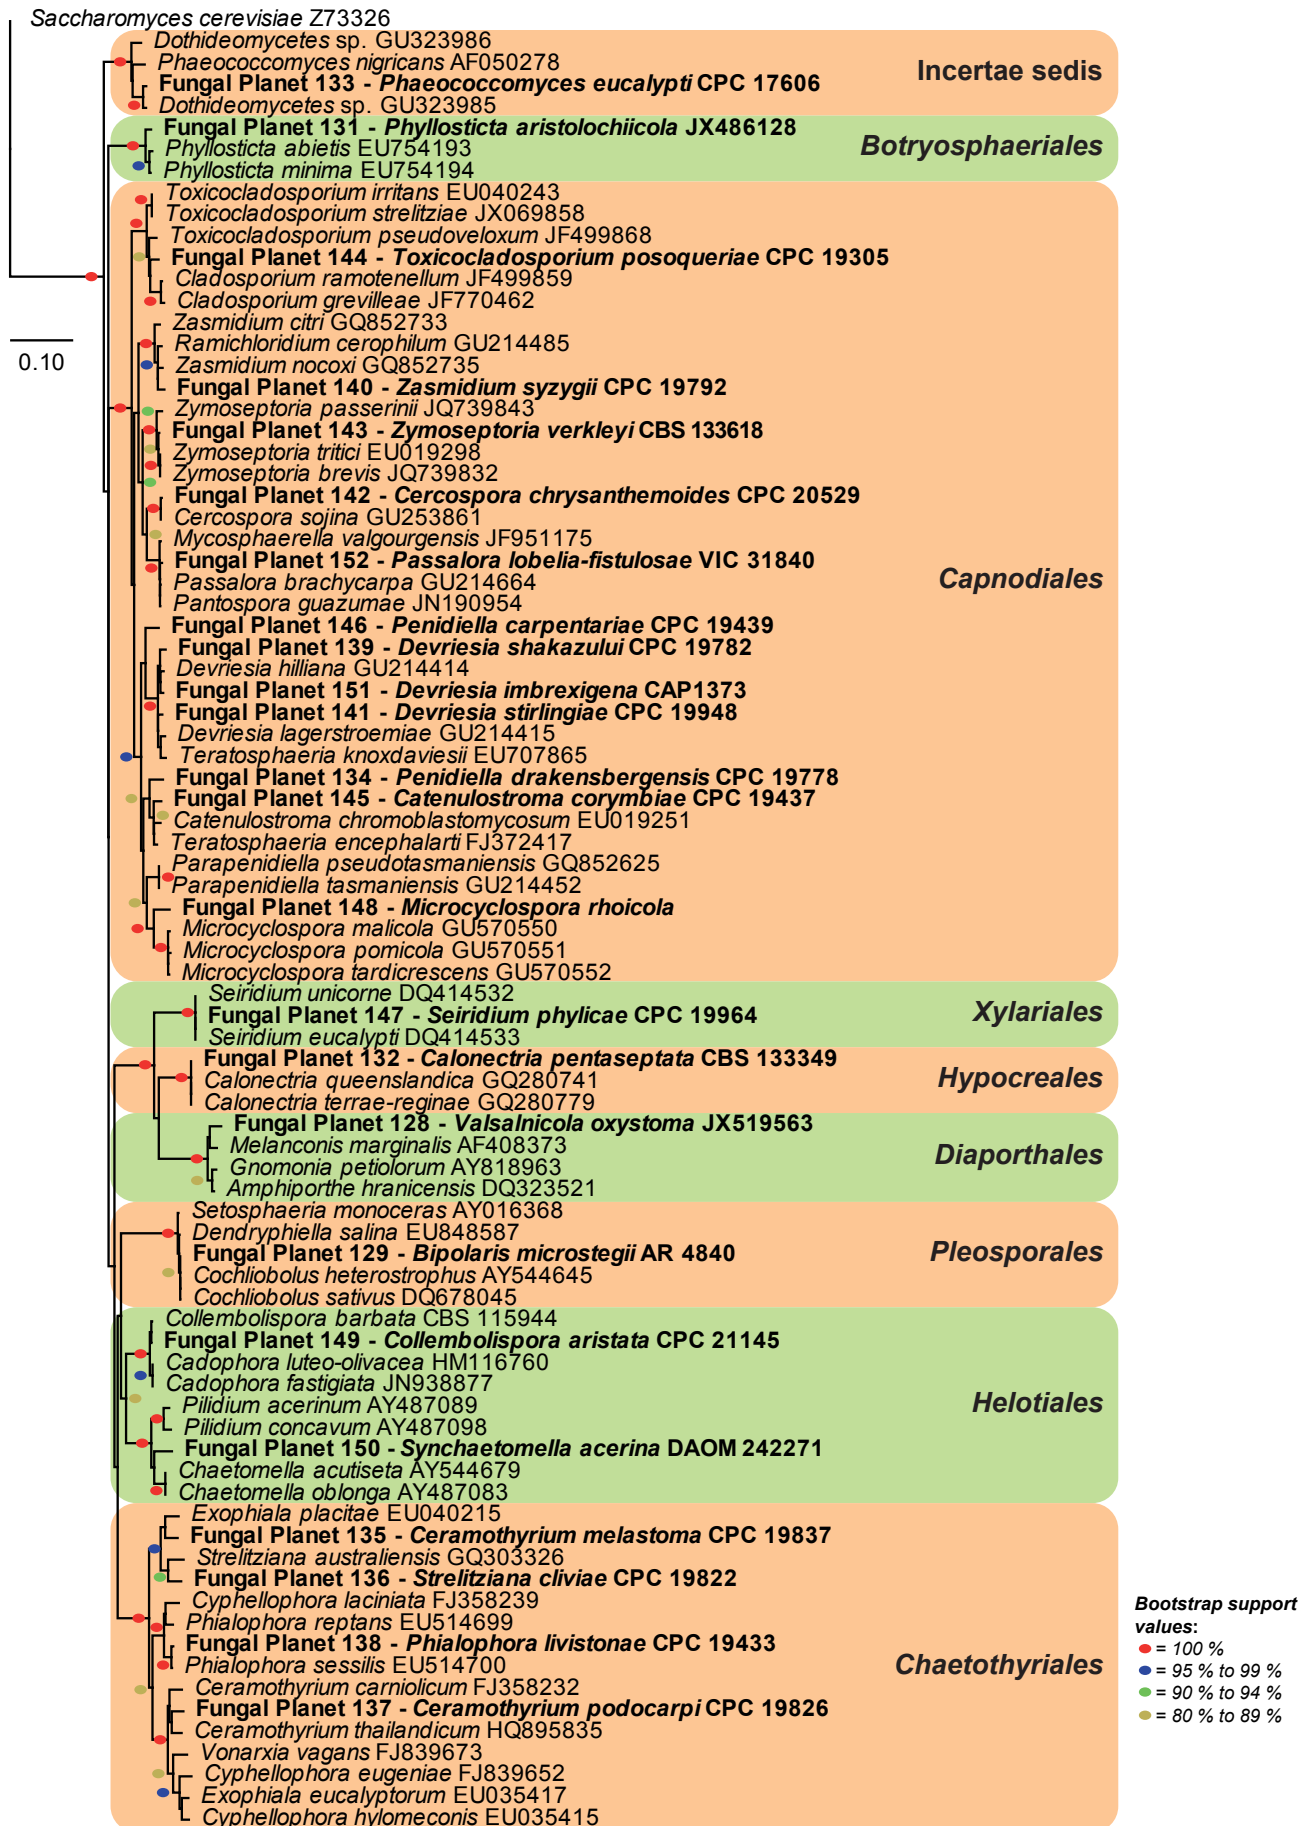 Saccharomyces cerevisiae Z73326
Dothideomycetes sp. GU323986
Phaeococcomyces nigricans AF050278
Incertae sedis
Fungal Planet 133 - Phaeococcomyces eucalypti CPC 17606
Dothideomycetes sp. GU323985
Fungal Planet 131 - Phyllosticta aristolochiicola JX486128
Phyllosticta abietis EU754193
Botryosphaeriales
Phyllosticta minima EU754194
Toxicocladosporium irritans EU040243
Toxicocladosporium strelitziae JX069858
Toxicocladosporium pseudoveloxum JF499868
Fungal Planet 144 - Toxicocladosporium posoqueriae CPC 19305
Cladosporium ramotenellum JF499859
Cladosporium grevilleae JF770462
Zasmidium citri GQ852733
Ramichloridium cerophilum GU214485
0.10
Zasmidium nocoxi GQ852735
Fungal Planet 140 - Zasmidium syzygii CPC 19792
Zymoseptoria passerinii JQ739843
Fungal Planet 143 - Zymoseptoria verkleyi CBS 133618
Zymoseptoria tritici EU019298
Zymoseptoria brevis JQ739832
Fungal Planet 142 - Cercospora chrysanthemoides CPC 20529
Cercospora sojina GU253861
Mycosphaerella valgourgensis JF951175
Fungal Planet 152 - Passalora lobelia-fistulosae VIC 31840
Capnodiales
Passalora brachycarpa GU214664
Pantospora guazumae JN190954
Fungal Planet 146 - Penidiella carpentariae CPC 19439
Fungal Planet 139 - Devriesia shakazului CPC 19782
Devriesia hilliana GU214414
Fungal Planet 151 - Devriesia imbrexigena CAP1373
Fungal Planet 141 - Devriesia stirlingiae CPC 19948
Devriesia lagerstroemiae GU214415
Teratosphaeria knoxdaviesii EU707865
Fungal Planet 134 - Penidiella drakensbergensis CPC 19778
Fungal Planet 145 - Catenulostroma corymbiae CPC 19437
Catenulostroma chromoblastomycosum EU019251
Teratosphaeria encephalarti FJ372417
Parapenidiella pseudotasmaniensis GQ852625
Parapenidiella tasmaniensis GU214452
Fungal Planet 148 - Microcyclospora rhoicola
Microcyclospora malicola GU570550
Microcyclospora pomicola GU570551
Microcyclospora tardicrescens GU570552
Seiridium unicorne DQ414532
Xylariales
Fungal Planet 147 - Seiridium phylicae CPC 19964
Seiridium eucalypti DQ414533
Fungal Planet 132 - Calonectria pentaseptata CBS 133349
Calonectria queenslandica GQ280741
Hypocreales
Calonectria terrae-reginae GQ280779
Fungal Planet 128 - Valsalnicola oxystoma JX519563
Melanconis marginalis AF408373
Diaporthales
Gnomonia petiolorum AY818963
Amphiporthe hranicensis DQ323521
Setosphaeria monoceras AY016368
Dendryphiella salina EU848587
Fungal Planet 129 - Bipolaris microstegii AR 4840
Pleosporales
Cochliobolus heterostrophus AY544645
Cochliobolus sativus DQ678045
Collembolispora barbata CBS 115944
Fungal Planet 149 - Collembolispora aristata CPC 21145
Cadophora luteo-olivacea HM116760
Cadophora fastigiata JN938877
Helotiales
Pilidium acerinum AY487089
Pilidium concavum AY487098
Fungal Planet 150 - Synchaetomella acerina DAOM 242271
Chaetomella acutiseta AY544679
Chaetomella oblonga AY487083
Exophiala placitae EU040215
Fungal Planet 135 - Ceramothyrium melastoma CPC 19837
Strelitziana australiensis GQ303326
Fungal Planet 136 - Strelitziana cliviae CPC 19822
Cyphellophora laciniata FJ358239
Phialophora reptans EU514699
Fungal Planet 138 - Phialophora livistonae CPC 19433
Chaetothyriales
Phialophora sessilis EU514700
Ceramothyrium carniolicum FJ358232
Fungal Planet 137 - Ceramothyrium podocarpi CPC 19826
Ceramothyrium thailandicum HQ895835
Vonarxia vagans FJ839673
Cyphellophora eugeniae FJ839652
Exophiala eucalyptorum EU035417
Cyphellophora hylomeconis EU035415
Bootstrap support
values:
= 100 %
= 95 % to 99 %
= 90 % to 94 %
= 80 % to 89 %